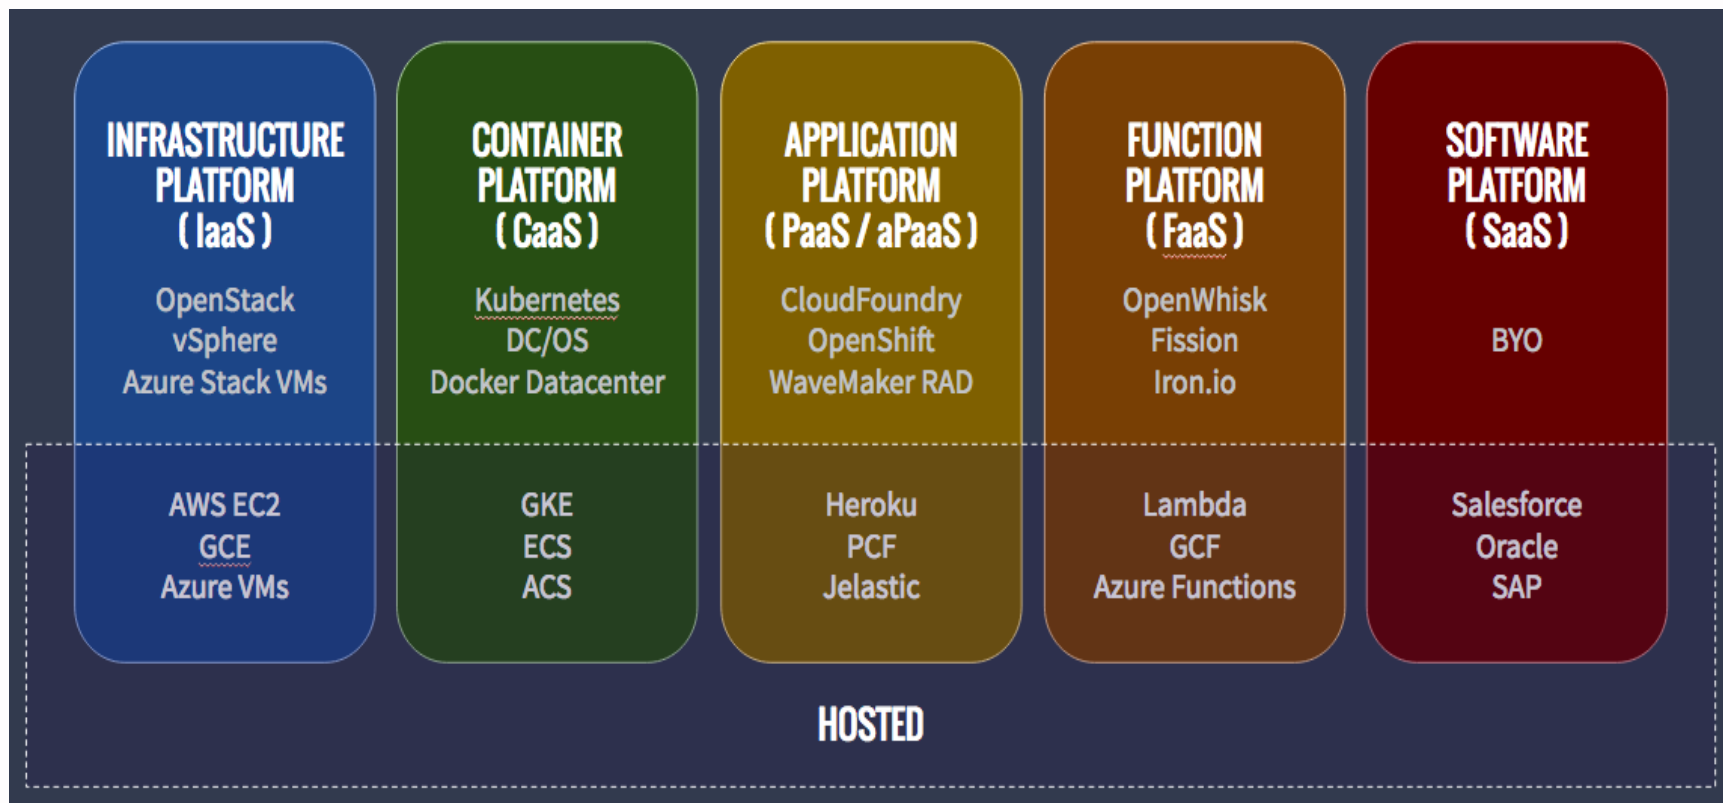 INFRASTRUCTURE
PLATFORM
( IaaS )
OpenStack
vSphere
Azure Stack VMs
AWS EC2
GCE
Azure VMs
CONTAINER
PLATFORM
( CaaS )
Kubernetes
DC/OS
Docker Datacenter
GKE
ECS
ACS
APPLICATION
PLATFORM
( PaaS / aPaaS )
CloudFoundry
OpenShift
WaveMaker RAD
Heroku
PCF
Jelastic
FUNCTION
PLATFORM
( FaaS )
OpenWhisk
Fission
Iron.io
Lambda
GCF
Azure Functions
SOFTWARE
PLATFORM
( SaaS )
BYO
Salesforce
Oracle
SAP
HOSTED